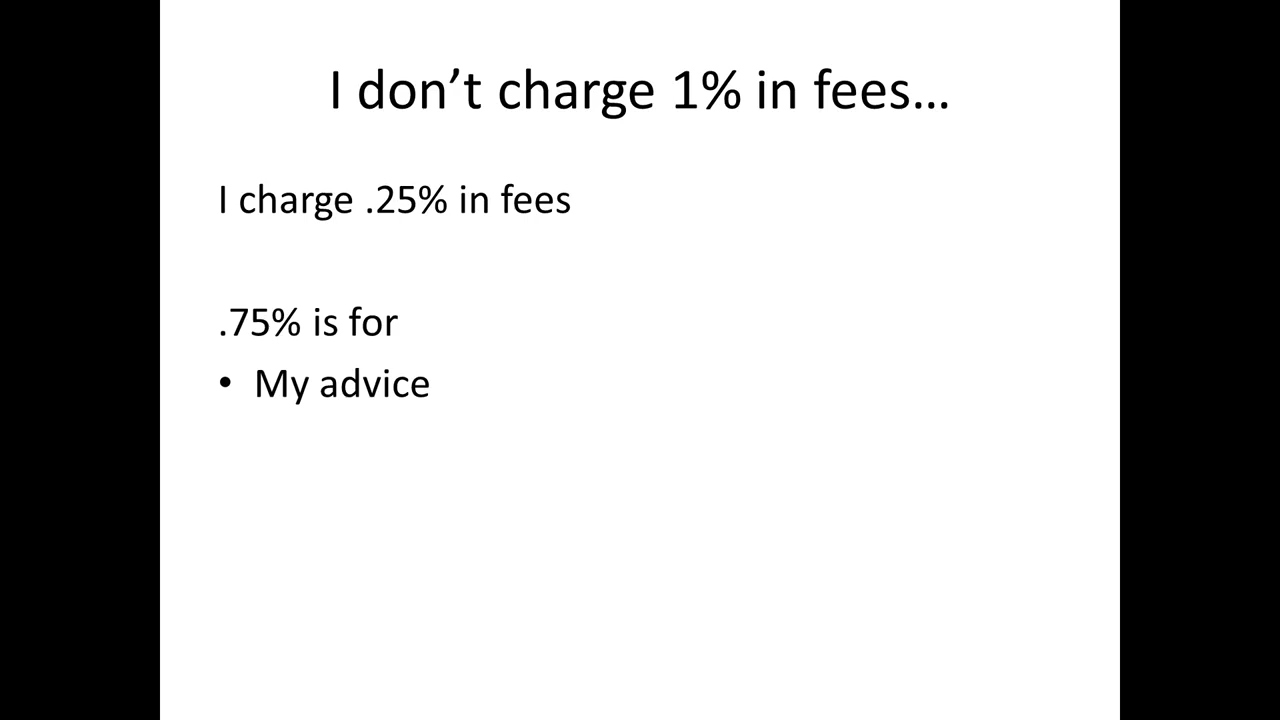 I don’t charge 1% in fees…
I charge .25% in fees
.75% is for
• My advice